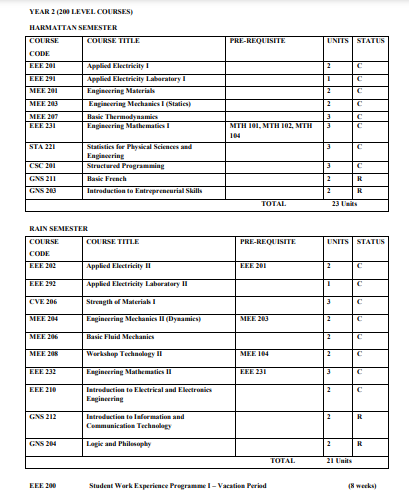 YEAR 2 (200 LEVEL COURSES)
HARMATTAN SEMESTER
COURSE CODE COURSE TITLE PRE-REQUISITE UNITS STATUS
EEE 201 Applied Electricity I 2 C
EEE 291 Applied Electricity Laboratory I 1 C
MEE 201 Engineering Materials 2 C
MEE 203 Engineering Mechanics I (Statics) 2 C
MEE 207 Basic Thermodynamics 3 C
EEE 231 Engineering Mathematics I MTH 101, MTH 102, MTH 104 3 C
STA 221 Statistics for Physical Sciences and Engineering 3 C
CSC 201 Structured Programming 3 C
GNS 211 Basic French 2 R
GNS 203 Introduction to Entrepreneurial Skills 2 R
TOTAL 23 Units
RAIN SEMESTER
COURSE CODE COURSE TITLE PRE-REQUISITE UNITS STATUS
EEE 202 Applied Electricity II EEE 201 2 C
EEE 292 Applied Electricity Laboratory II 1 C
CVE 206 Strength of Materials I 3 C
MEE 204 Engineering Mechanics II (Dynamics) MEE 203 2 C
MEE 206 Basic Fluid Mechanics 2 C
MEE 208 Workshop Technology II MEE 104 2 C
EEE 232 Engineering Mathematics II EEE 231 3 C
EEE 210 Introduction to Electrical and Electronics Engineering 2 C
GNS 212 Introduction to Information and Communication Technology 2 R
GNS 204 Logic and Philosophy 2 R
TOTAL 21 Units
EEE 200 Student Work Experience Programme I – Vacation Period (8 weeks)